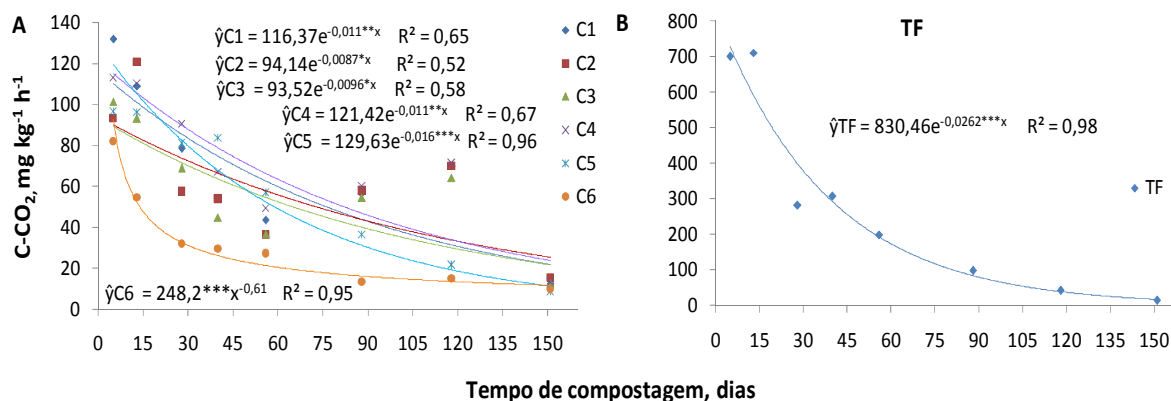 A
C-CO2, mg kg-1 h-1
140
120
100
80
60
40
20
0
ŷC1 = 116,37e-0,011**x R² = 0,65
ŷC2 = 94,14e-0,0087*x R² = 0,52
ŷC3 = 93,52e-0,0096*x R² = 0,58
ŷC4 = 121,42e-0,011**x R² = 0,67
ŷC5 = 129,63e-0,016***x R² = 0,96
ŷC6 = 248,2***x-0,61 R² = 0,95
C1
C2
C3
C4
C5
C6
0 15 30 45 60 75 90 105 120 135 150
B
TF
800
700
600
500
400
300
200
100
0
ŷTF = 830,46e-0,0262***x R² = 0,98
TF
0 15 30 45 60 75 90 105 120 135 150
Tempo de compostagem, dias